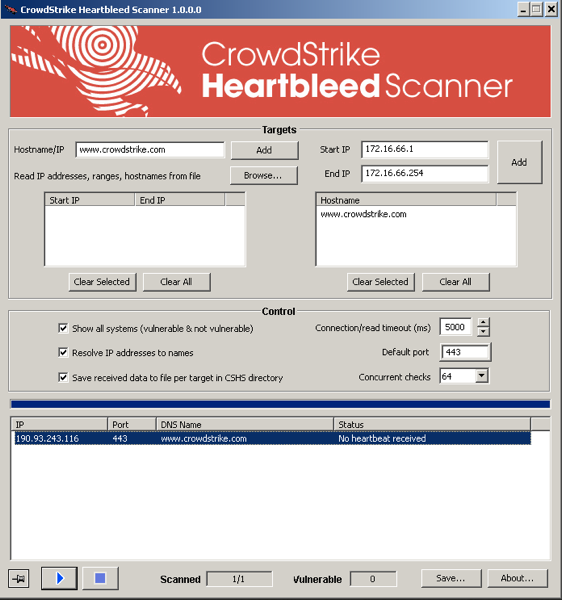 CrowdStrike Heartbleed Scanner 1.0.0.0
CrowdStrike
Heartbleed Scanner
Targets
Hostname/IP www.crowdstrike.com Add
Start IP 172.16.66.1
End IP 172.16.66.254
Add
Read IP addresses, ranges, hostnames from file Browse...
Start IP End IP
Hostname
www.crowdstrike.com
Clear Selected Clear All
Clear Selected Clear All
Control
Show all systems (vulnerable & not vulnerable)
Connection/read timeout (ms) 5000
Resolve IP addresses to names
Default port 443
Save received data to file per target in CSHS directory
Concurrent checks 64
IP Port DNS Name Status
190.93.243.116 443 www.crowdstrike.com No heartbeat received
Scanned 1/1 Vulnerable 0 Save... About...